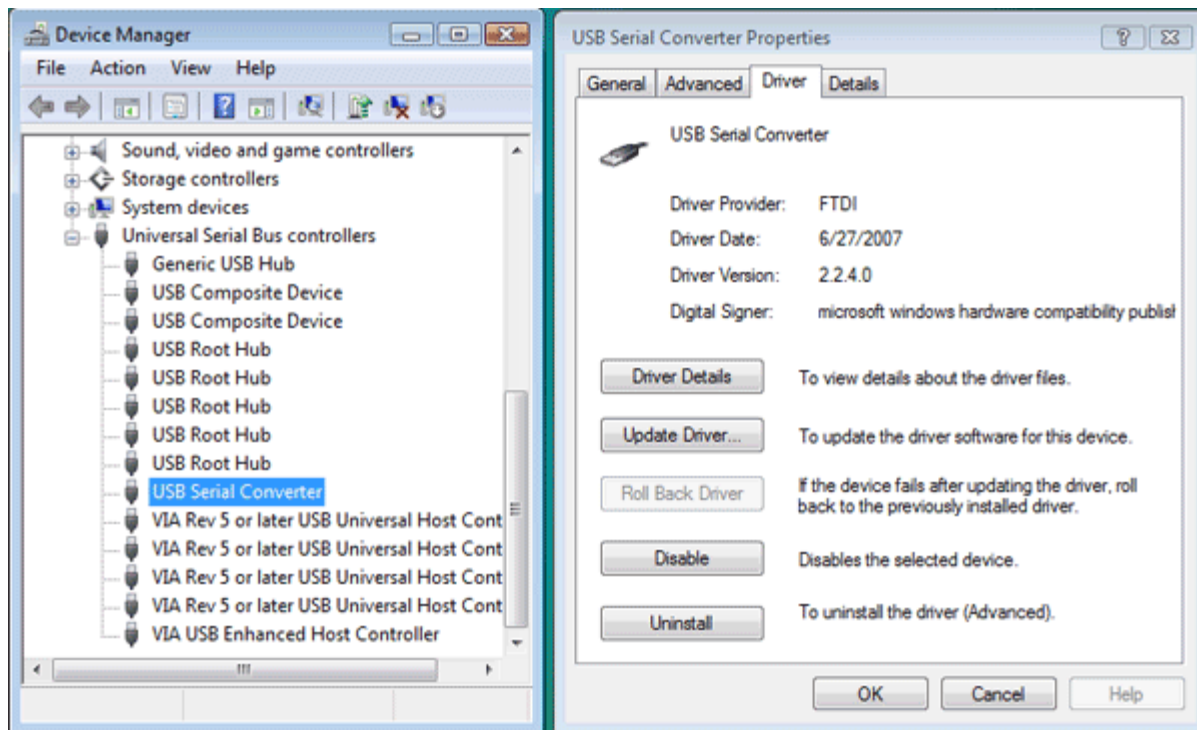 Device Manager
File Action View Help
Sound, video and game controllers
Storage controllers
System devices
Universal Serial Bus controllers
Generic USB Hub
USB Composite Device
USB Composite Device
USB Root Hub
USB Root Hub
USB Root Hub
USB Root Hub
USB Root Hub
USB Serial Converter
VIA Rev 5 or later USB Universal Host Cont
VIA Rev 5 or later USB Universal Host Cont
VIA Rev 5 or later USB Universal Host Cont
VIA Rev 5 or later USB Universal Host Cont
VIA USB Enhanced Host Controller
USB Serial Converter Properties
General Advanced Driver Details
USB Serial Converter
Driver Provider: FTDI
Driver Date: 6/27/2007
Driver Version: 2.2.4.0
Digital Signer: microsoft windows hardware compatibility publish
Driver Details To view details about the driver files.
Update Driver... To update the driver software for this device.
Roll Back Driver If the device fails after updating the driver, roll
back to the previously installed driver.
Disable Disables the selected device.
Uninstall To uninstall the driver (Advanced).
OK Cancel Help